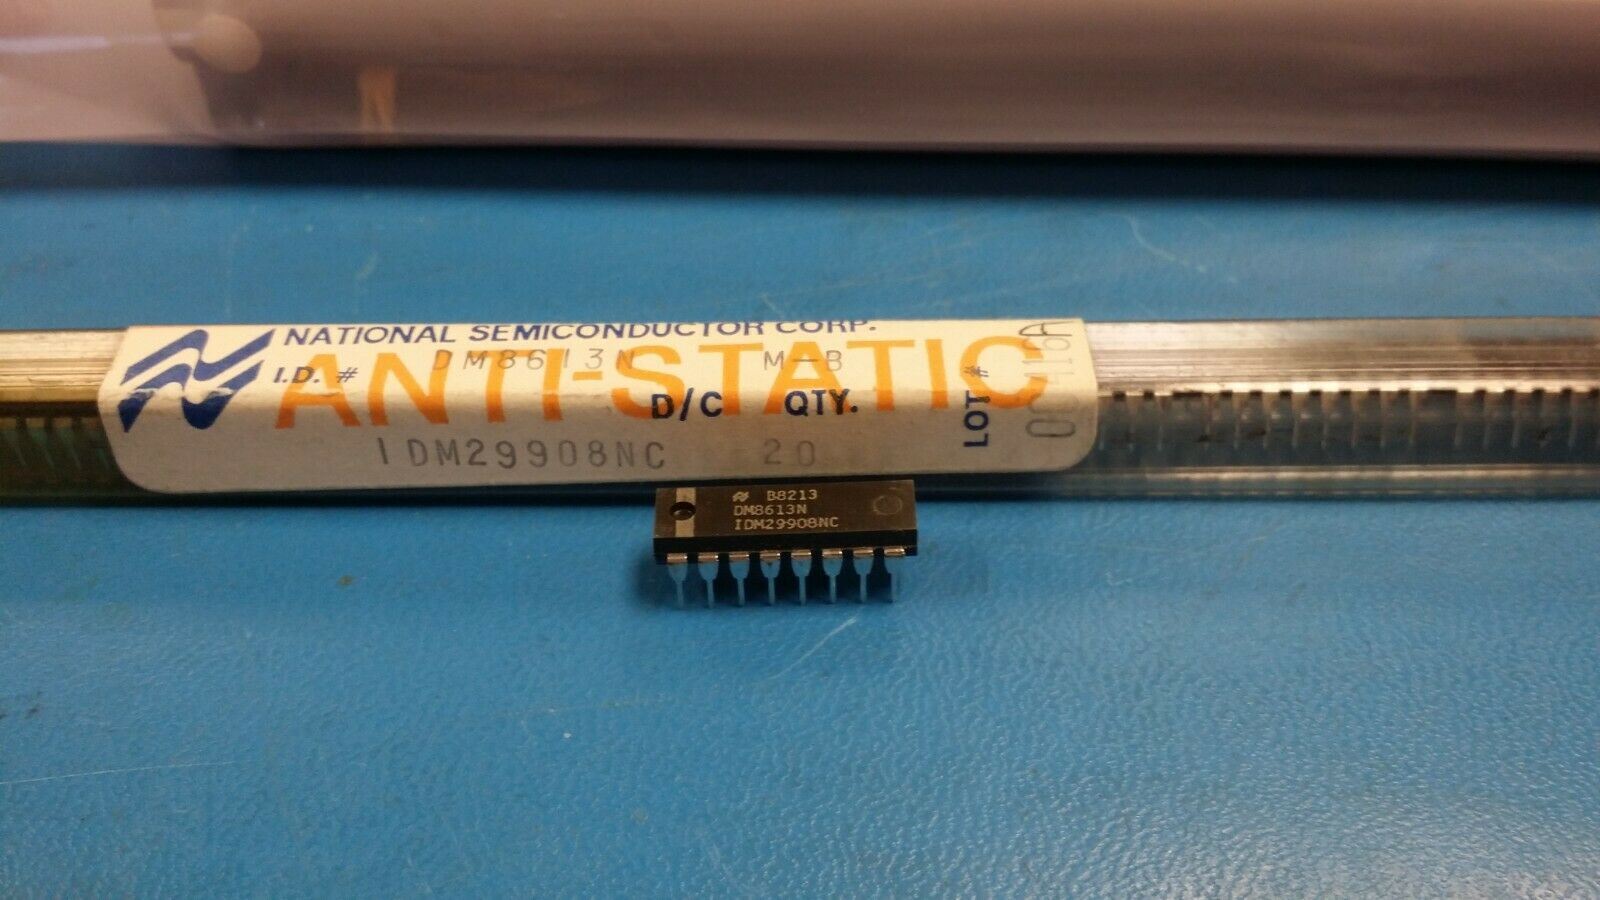 NATIONAL SEMICONDUCTOR CORP.
ANTI-STATIC
I.D. # DM8613N M-B
D/C QTY.
IDM29908NC 20
LOT #
B8213
DM8613N
IDM29908NC